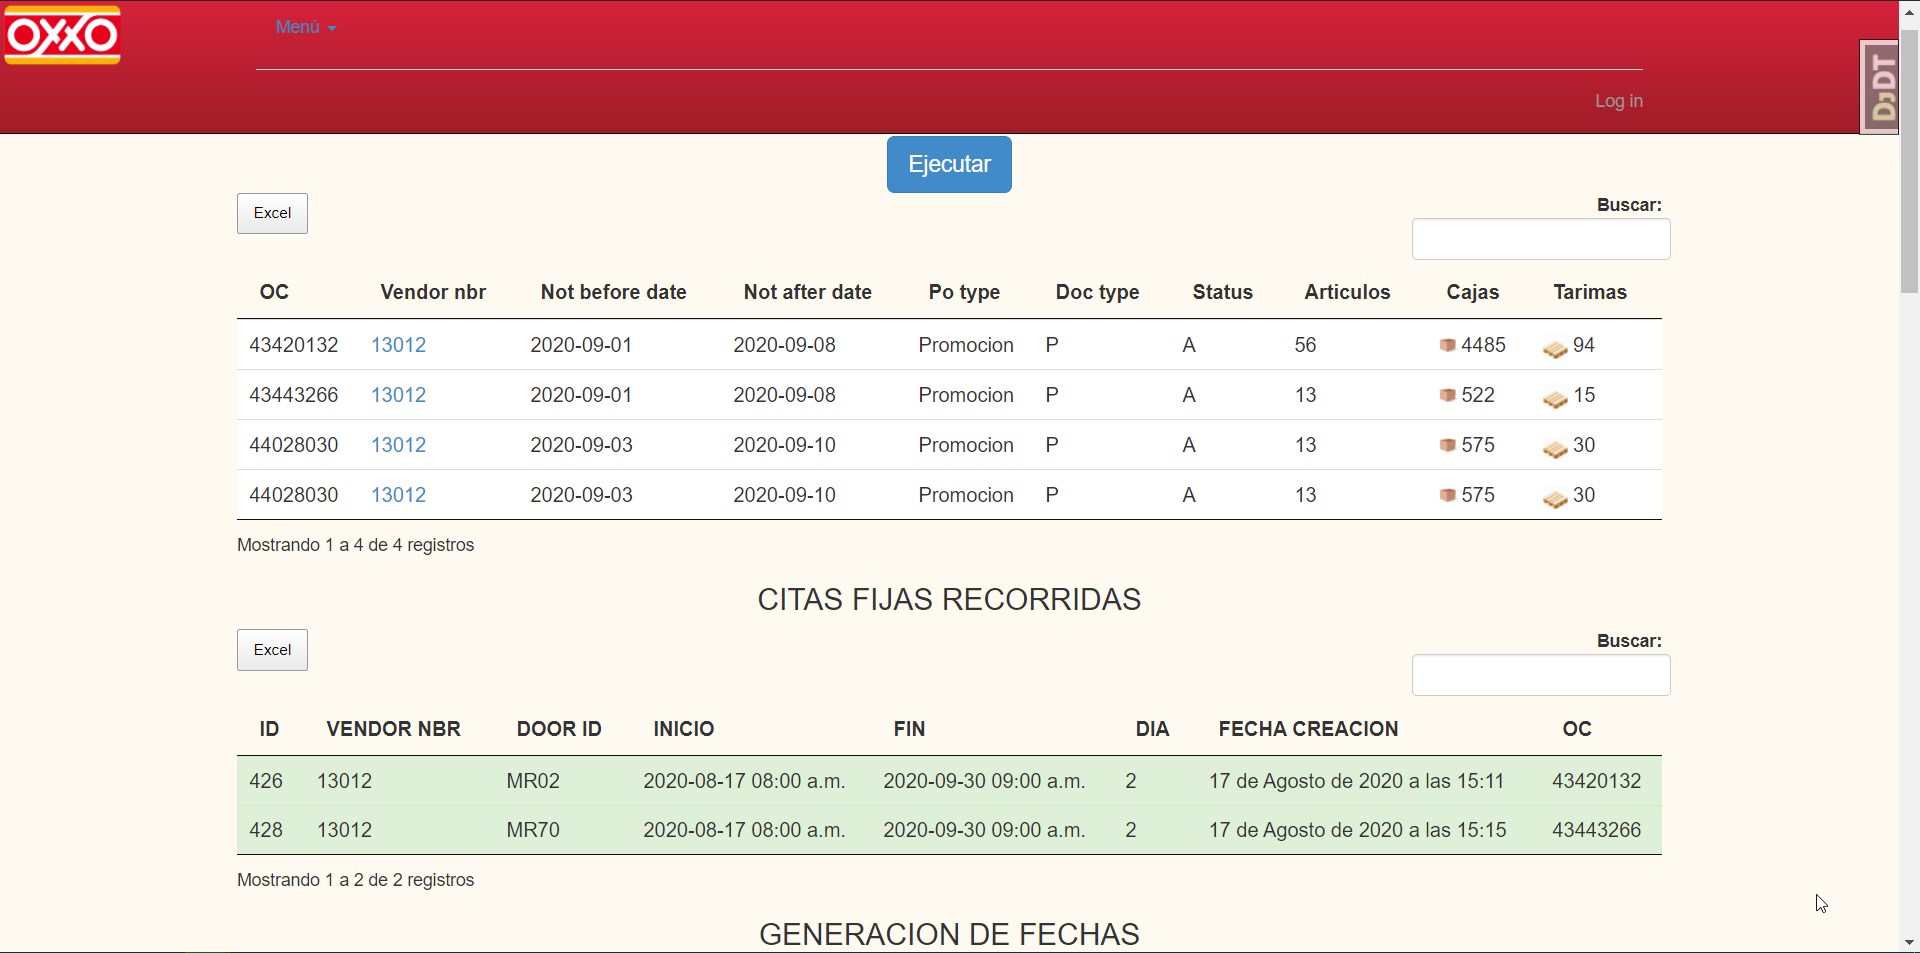 OXXO
Menú
Log in
DJDT
Ejecutar
Excel
Buscar:
OC Vendor nbr Not before date Not after date Po type Doc type Status Articulos Cajas Tarimas
43420132 13012 2020-09-01 2020-09-08 Promocion P A 56 4485 94
43443266 13012 2020-09-01 2020-09-08 Promocion P A 13 522 15
44028030 13012 2020-09-03 2020-09-10 Promocion P A 13 575 30
44028030 13012 2020-09-03 2020-09-10 Promocion P A 13 575 30
Mostrando 1 a 4 de 4 registros
CITAS FIJAS RECORRIDAS
Excel
Buscar:
ID VENDOR NBR DOOR ID INICIO FIN DIA FECHA CREACION OC
426 13012 MR02 2020-08-17 08:00 a.m. 2020-09-30 09:00 a.m. 2 17 de Agosto de 2020 a las 15:11 43420132
428 13012 MR70 2020-08-17 08:00 a.m. 2020-09-30 09:00 a.m. 2 17 de Agosto de 2020 a las 15:15 43443266
Mostrando 1 a 2 de 2 registros
GENERACION DE FECHAS